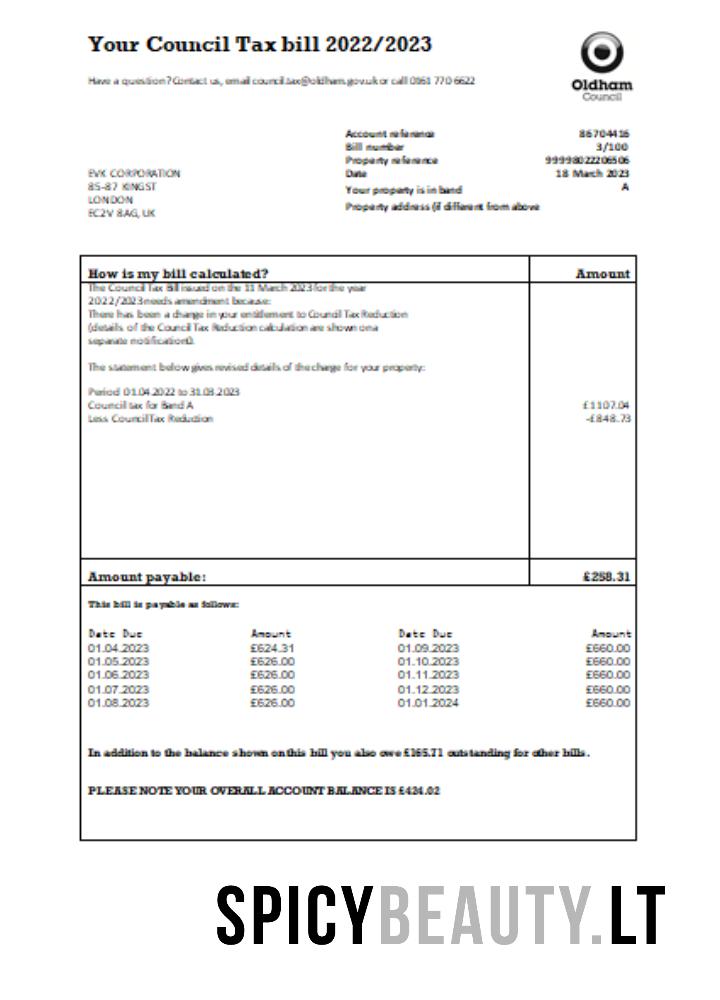 Your Council Tax bill 2022/2023
Have a question? Contact us, email council.tax@oldham.gov.uk or call 0161 770 6622
Oldham
Council
Account reference 86704416
Bill number 3/100
Property reference 99998022206506
Date 18 March 2023
Your property is in band A
Property address (if different from above
EVK CORPORATION
85-87 KINGST
LONDON
EC2V 8AG, UK
How is my bill calculated? Amount
The Council Tax Bill issued on the 11 March 2023 for the year
2022/2023 needs amendment because:
There has been a change in your entitlement to Council Tax Reduction
(details of the Council Tax Reduction calculation are shown on a
separate notification).
The statement below gives revised details of the charge for your property:
Period 01.04.2022 to 31.03.2023
Council tax for Band A £1107.04
Less Council Tax Reduction -£848.73
Amount payable: £258.31
This bill is payable as follows:
Date Due Amount Date Due Amount
01.04.2023 £624.31 01.09.2023 £660.00
01.05.2023 £626.00 01.10.2023 £660.00
01.06.2023 £626.00 01.11.2023 £660.00
01.07.2023 £626.00 01.12.2023 £660.00
01.08.2023 £626.00 01.01.2024 £660.00
In addition to the balance shown on this bill you also owe £165.71 outstanding for other bills.
PLEASE NOTE YOUR OVERALL ACCOUNT BALANCE IS £424.02
SPICYBEAUTY.LT